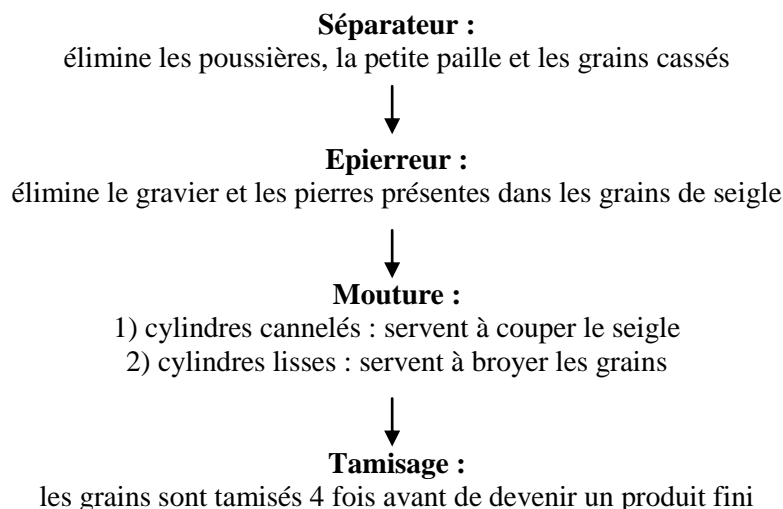 Séparateur :
élimine les poussières, la petite paille et les grains cassés
Epierreur :
élimine le gravier et les pierres présentes dans les grains de seigle
Mouture :
1) cylindres cannelés : servent à couper le seigle
2) cylindres lisses : servent à broyer les grains
Tamisage :
les grains sont tamisés 4 fois avant de devenir un produit fini